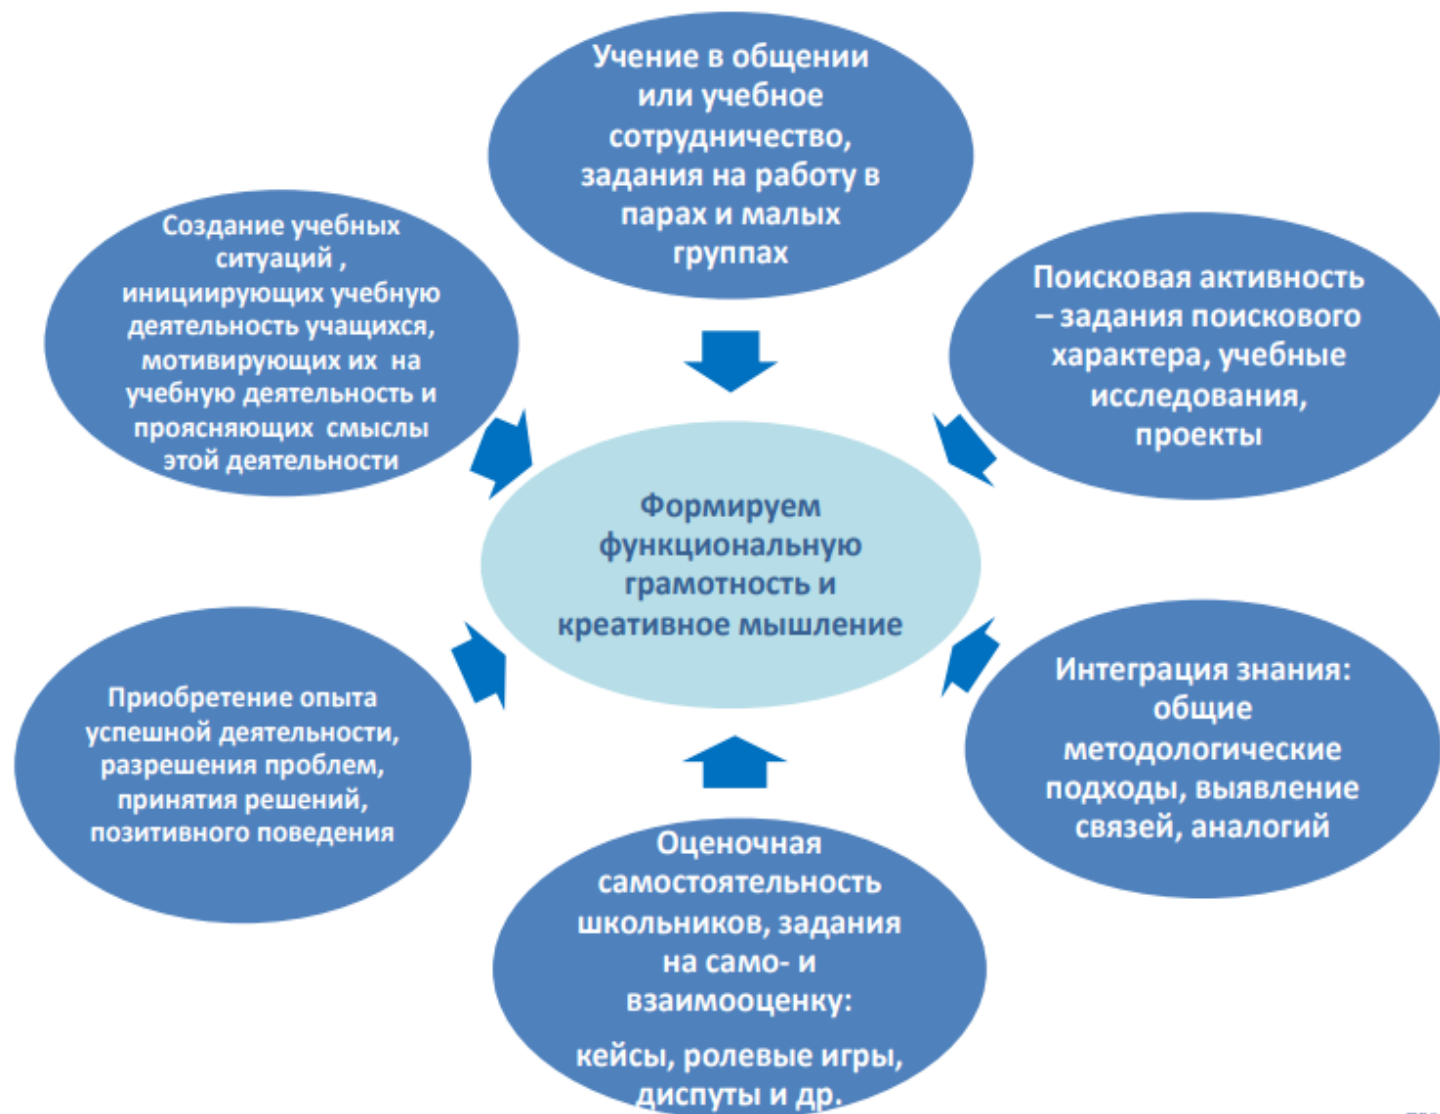 Учение в общении
или учебное
сотрудничество,
задания на работу в
парах и малых
группах
Создание учебных
ситуаций ,
инициирующих учебную
деятельность учащихся,
мотивирующих их на
учебную деятельность и
проясняющих смыслы
этой деятельности
Поисковая активность
– задания поискового
характера, учебные
исследования,
проекты
Формируем
функциональную
грамотность и
креативное мышление
Приобретение опыта
успешной деятельности,
разрешения проблем,
принятия решений,
позитивного поведения
Интеграция знания:
общие
методологические
подходы, выявление
связей, аналогий
Оценочная
самостоятельность
школьников, задания
на само- и
взаимооценку:
кейсы, ролевые игры,
диспуты и др.